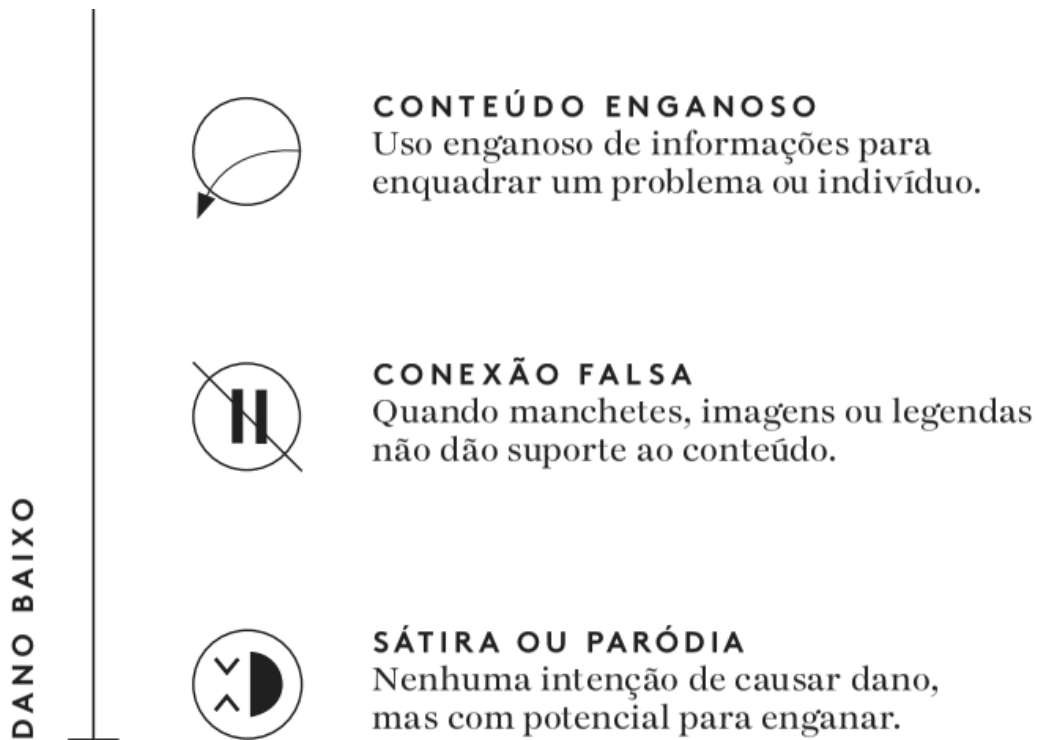 CONTEÚDO ENGANOSO
Uso enganoso de informações para
enquadrar um problema ou indivíduo.
CONEXÃO FALSA
Quando manchetes, imagens ou legendas
não dão suporte ao conteúdo.
SÁTIRA OU PARÓDIA
Nenhuma intenção de causar dano,
mas com potencial para enganar.
DANO BAIXO